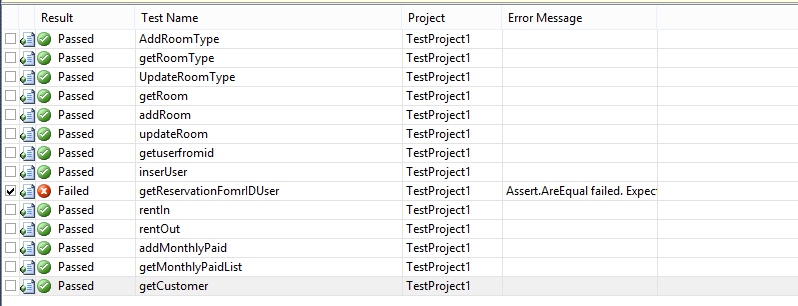 Result Test Name Project Error Message
Passed AddRoomType TestProject1
Passed getRoomType TestProject1
Passed UpdateRoomType TestProject1
Passed getRoom TestProject1
Passed addRoom TestProject1
Passed updateRoom TestProject1
Passed getuserfromid TestProject1
Passed inserUser TestProject1
Failed getReservationFomrIDUser TestProject1 Assert.AreEqual failed. Expec
Passed rentIn TestProject1
Passed rentOut TestProject1
Passed addMonthlyPaid TestProject1
Passed getMonthlyPaidList TestProject1
Passed getCustomer TestProject1